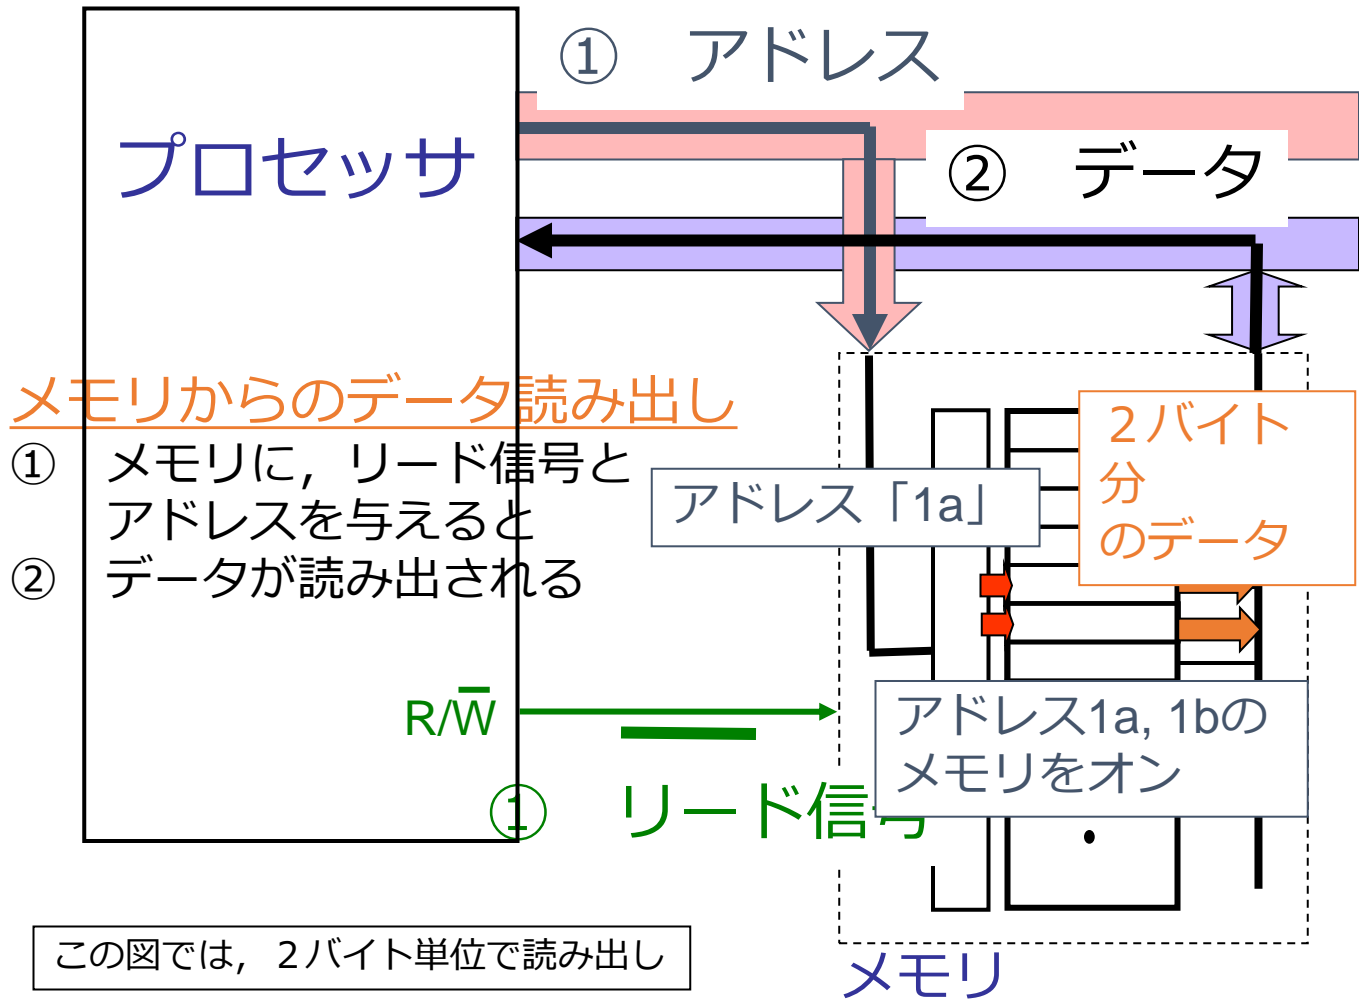 ① アドレス
プロセッサ
② データ
メモリからのデータ読み出し
① メモリに，リード信号と
アドレスを与えると
② データが読み出される
２バイト
分
のデータ
アドレス「1a」
R/W̅
アドレス1a, 1bの
メモリをオン
① リード信号
この図では，２バイト単位で読み出し
メモリ